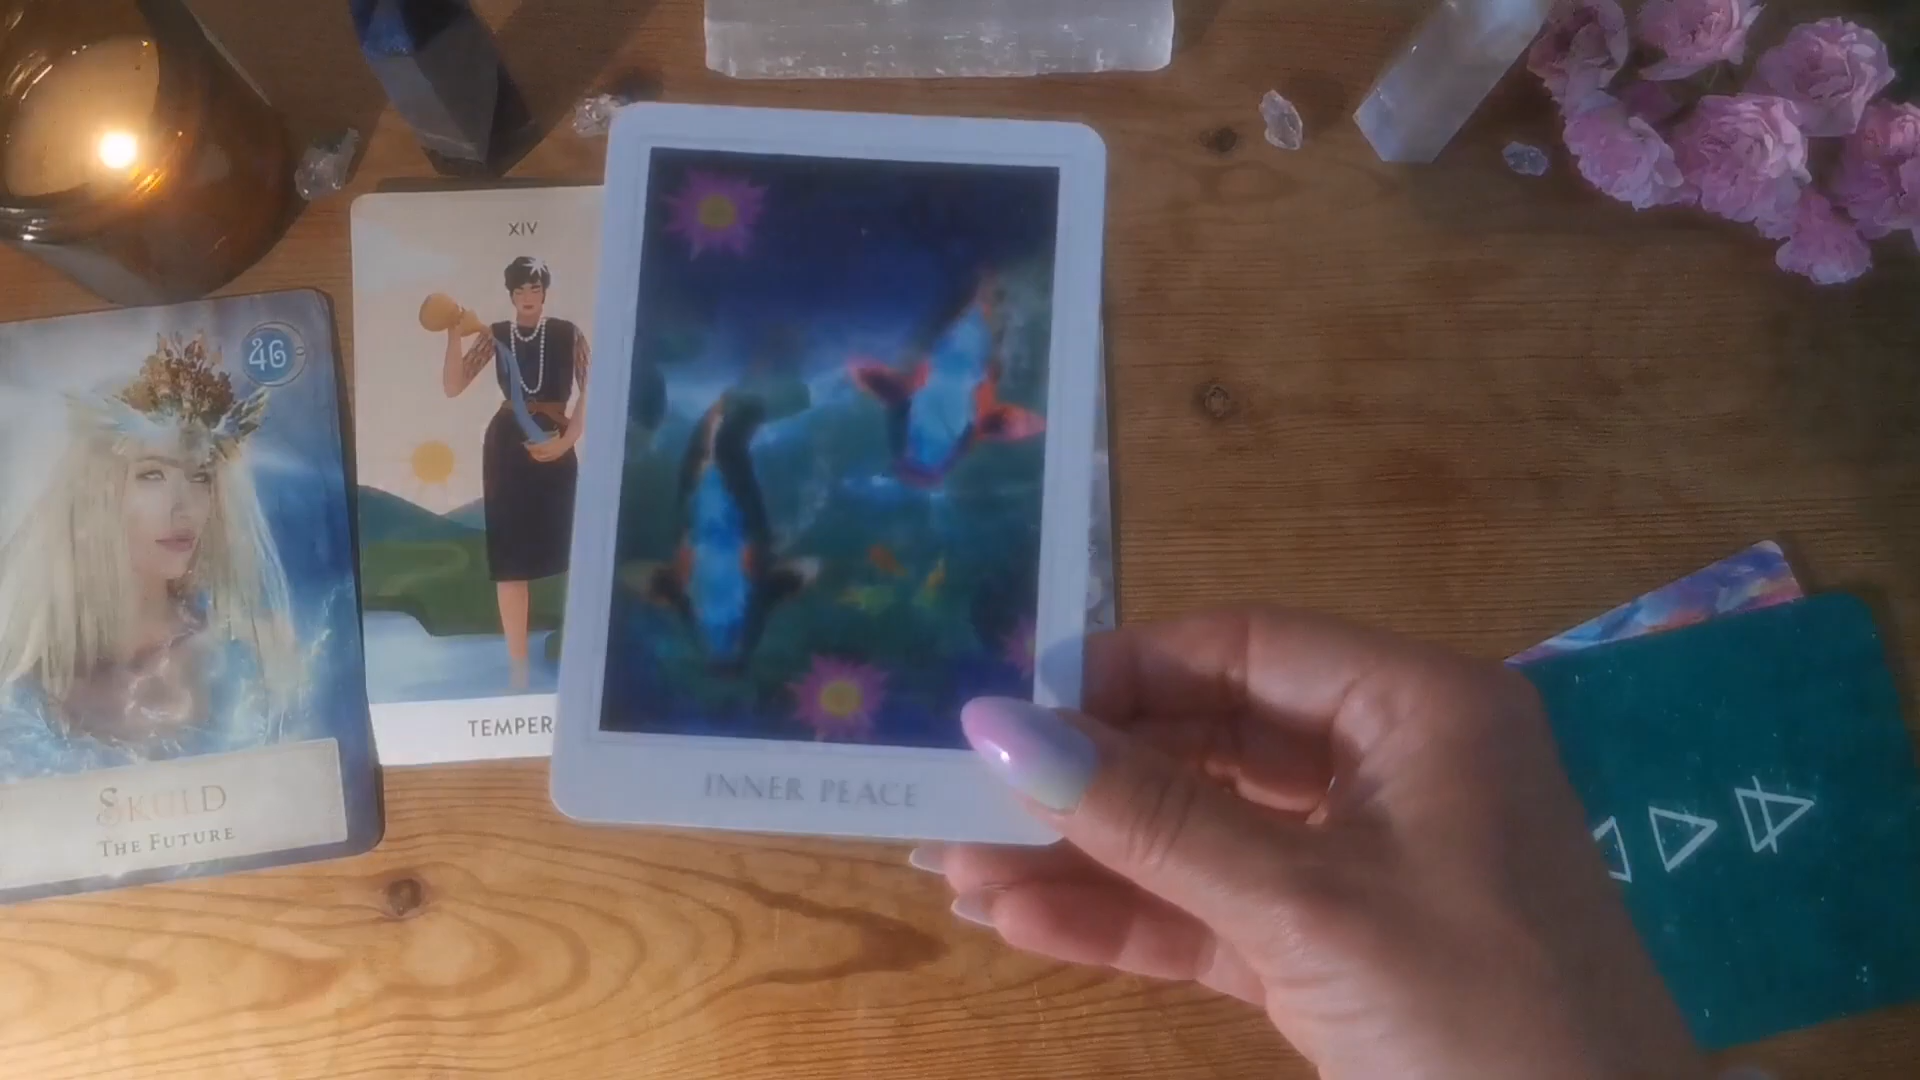 46
SKULD
THE FUTURE
XIV
TEMPER
INNER PEACE